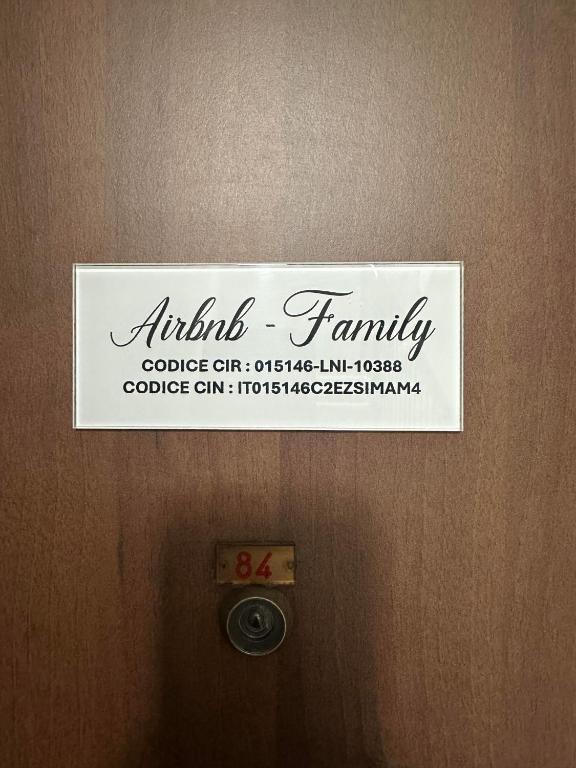 Airbnb - Family
CODICE CIR : 015146-LNI-10388
CODICE CIN : IT015146C2EZSIMAM4
84